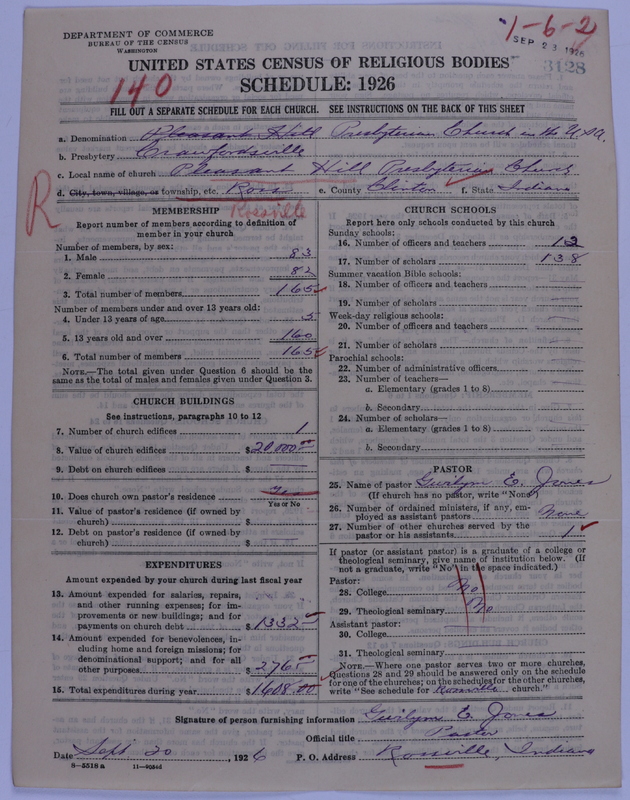 DEPARTMENT OF COMMERCE
BUREAU OF THE CENSUS
WASHINGTON
1-6-2
SEP 23 1926
3128
UNITED STATES CENSUS OF RELIGIOUS BODIES
SCHEDULE: 1926
140
FILL OUT A SEPARATE SCHEDULE FOR EACH CHURCH. SEE INSTRUCTIONS ON THE BACK OF THIS SHEET
a. Denomination Pleasant Hill Presbyterian Church in the U.S.A.
b. Presbytery Crawfordsville
c. Local name of church Pleasant Hill Presbyterian Church
d. City, town, village, or township, etc. Ross e. County Clinton f. State Indiana
R
Rossville
MEMBERSHIP
Report number of members according to definition of member in your church
Number of members, by sex:
1. Male 83
2. Female 82
3. Total number of members 165
Number of members under and over 13 years old:
4. Under 13 years of age 5
5. 13 years old and over 160
6. Total number of members 165
NOTE.—The total given under Question 6 should be
same as the total of males and females given under Question 3.
CHURCH BUILDINGS
See instructions, paragraphs 10 to 12
7. Number of church edifices 1
8. Value of church edifices $20000.00
9. Debt on church edifices $
10. Does church own pastor's residence Yes
Yes or No
11. Value of pastor's residence (if owned by
church) $
12. Debt on pastor's residence (if owned by
church) $
EXPENDITURES
Amount expended by your church during last fiscal year
13. Amount expended for salaries, repairs,
and other running expenses; for im-
provements or new buildings; and for
payments on church debt $1332.00
14. Amount expended for benevolences, in-
cluding home and foreign missions; for
denominational support; and for all
other purposes $276.00
15. Total expenditures during year $1608.00
CHURCH SCHOOLS
Report here only schools conducted by this church
Sunday schools:
16. Number of officers and teachers 12
17. Number of scholars 138
Summer vacation Bible schools:
18. Number of officers and teachers
19. Number of scholars
Week-day religious schools:
20. Number of officers and teachers
21. Number of scholars
Parochial schools:
22. Number of administrative officers
23. Number of teachers—
a. Elementary (grades 1 to 8)
b. Secondary
24. Number of scholars—
a. Elementary (grades 1 to 8)
b. Secondary
PASTOR
25. Name of pastor Guilym E. Jones
(If church has no pastor, write "None")
26. Number of ordained ministers, if any, em-
ployed as assistant pastors None
27. Number of other churches served by the
pastor or his assistants 1
If pastor (or assistant pastor) is a graduate of a college or
theological seminary, give name of institution below. (If
not a graduate, write "No" in the space indicated.)
Pastor:
28. College No
29. Theological seminary No
Assistant pastor:
30. College
31. Theological seminary
NOTE.—Where one pastor serves two or more churches,
Questions 28 and 29 should be answered only on the schedule
for one of the churches; on the schedules for the other churches,
write "See schedule for Rossville church."
Signature of person furnishing information Guilym E. Jones
Official title Pastor
Date Sept. 20, 1926 P. O. Address Rossville, Indiana
8-5518 a